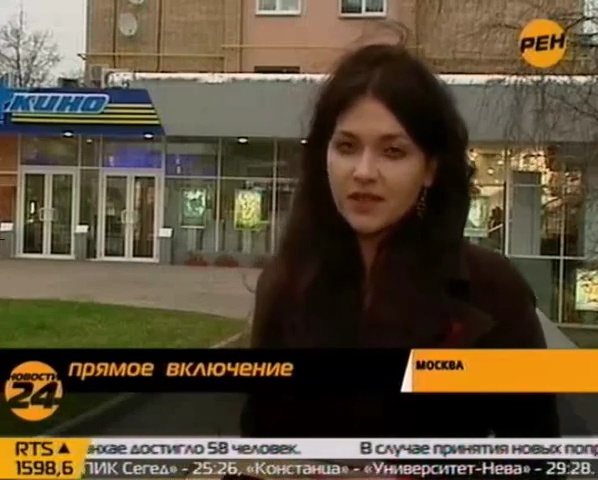 КИНО
РЕН
прямое включение
МОСКВА
НОВОСТИ
24
RTS
нхае достигло 58 человек. В случае принятия новых попр
1598,6
ПИК Сегед» - 25:26, «Констанца» - «Университет-Нева» - 29:28.